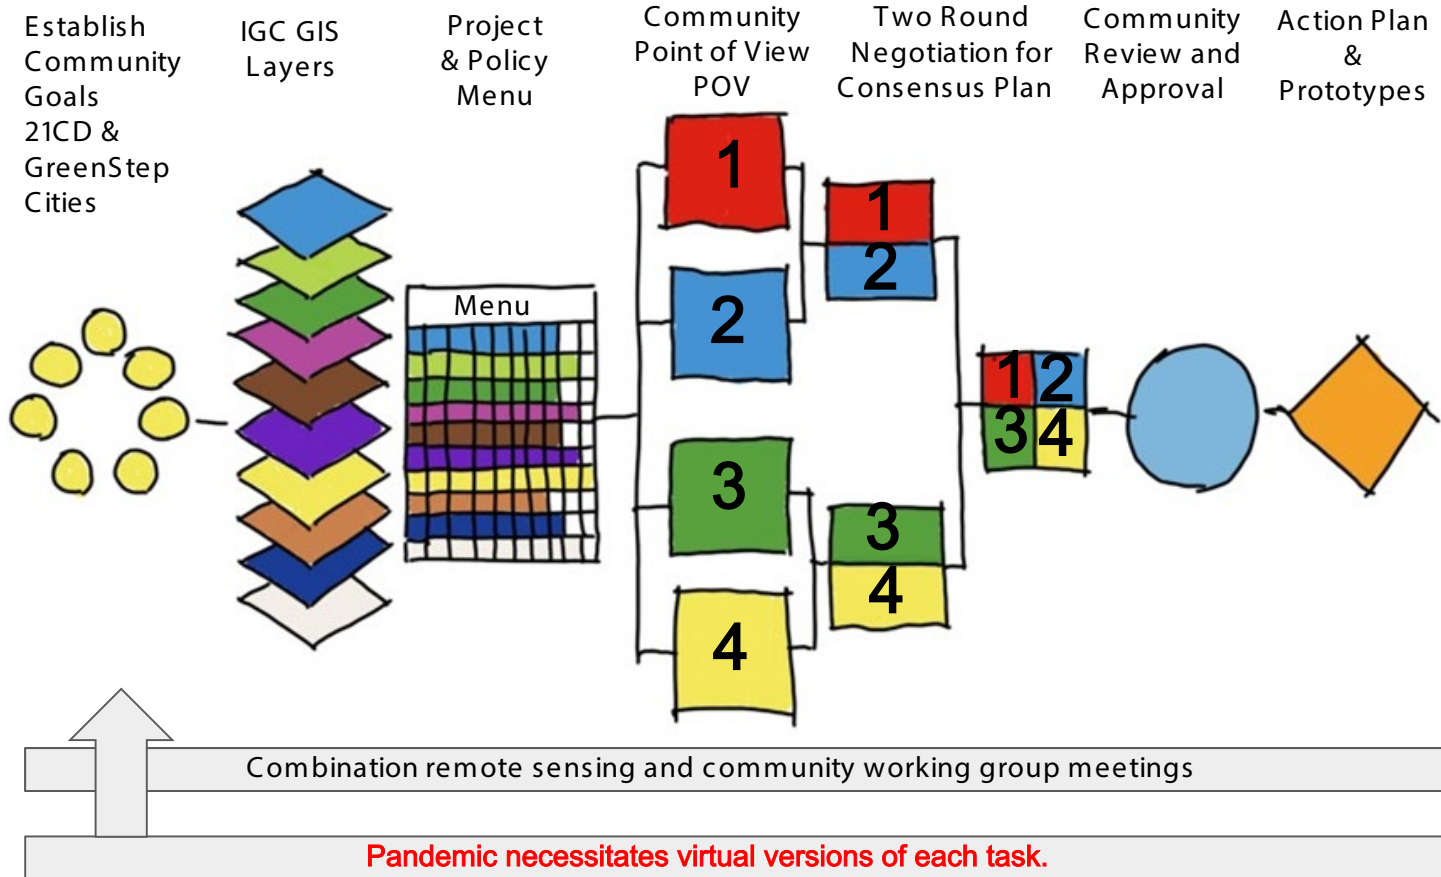 Establish
Community
Goals
21CD &
GreenStep
Cities
IGC GIS
Layers
Project
& Policy
Menu
Community
Point of View
POV
Two Round
Negotiation for
Consensus Plan
Community
Review and
Approval
Action Plan
&
Prototypes
Menu
1
2
3
4
1
2
3
4
1 2
3 4
Combination remote sensing and community working group meetings
Pandemic necessitates virtual versions of each task.